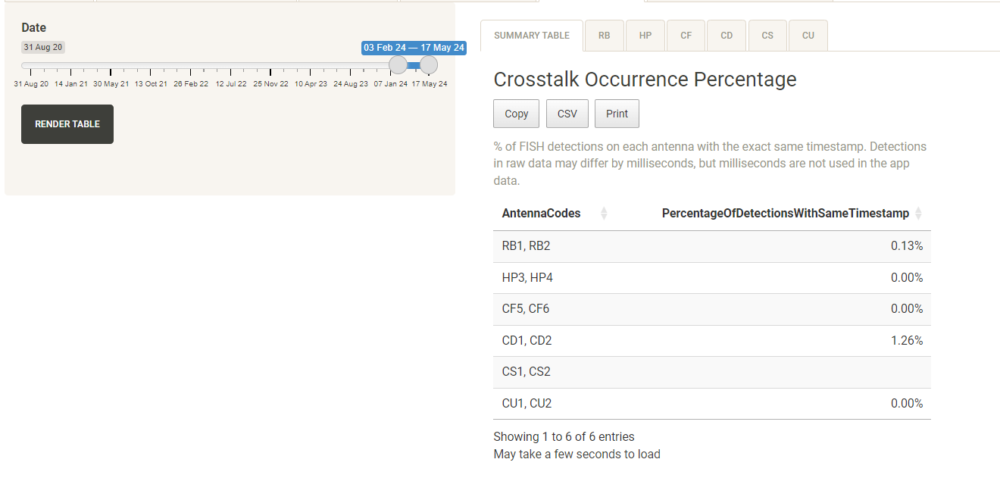 Date
31 Aug 20
03 Feb 24 — 17 May 24
31 Aug 20 14 Jan 21 30 May 21 13 Oct 21 26 Feb 22 12 Jul 22 25 Nov 22 10 Apr 23 24 Aug 23 07 Jan 24 17 May 24
RENDER TABLE
SUMMARY TABLE RB HP CF CD CS CU
Crosstalk Occurrence Percentage
Copy CSV Print
% of FISH detections on each antenna with the exact same timestamp. Detections
in raw data may differ by milliseconds, but milliseconds are not used in the app
data.
AntennaCodes PercentageOfDetectionsWithSameTimestamp
RB1, RB2 0.13%
HP3, HP4 0.00%
CF5, CF6 0.00%
CD1, CD2 1.26%
CS1, CS2
CU1, CU2 0.00%
Showing 1 to 6 of 6 entries
May take a few seconds to load